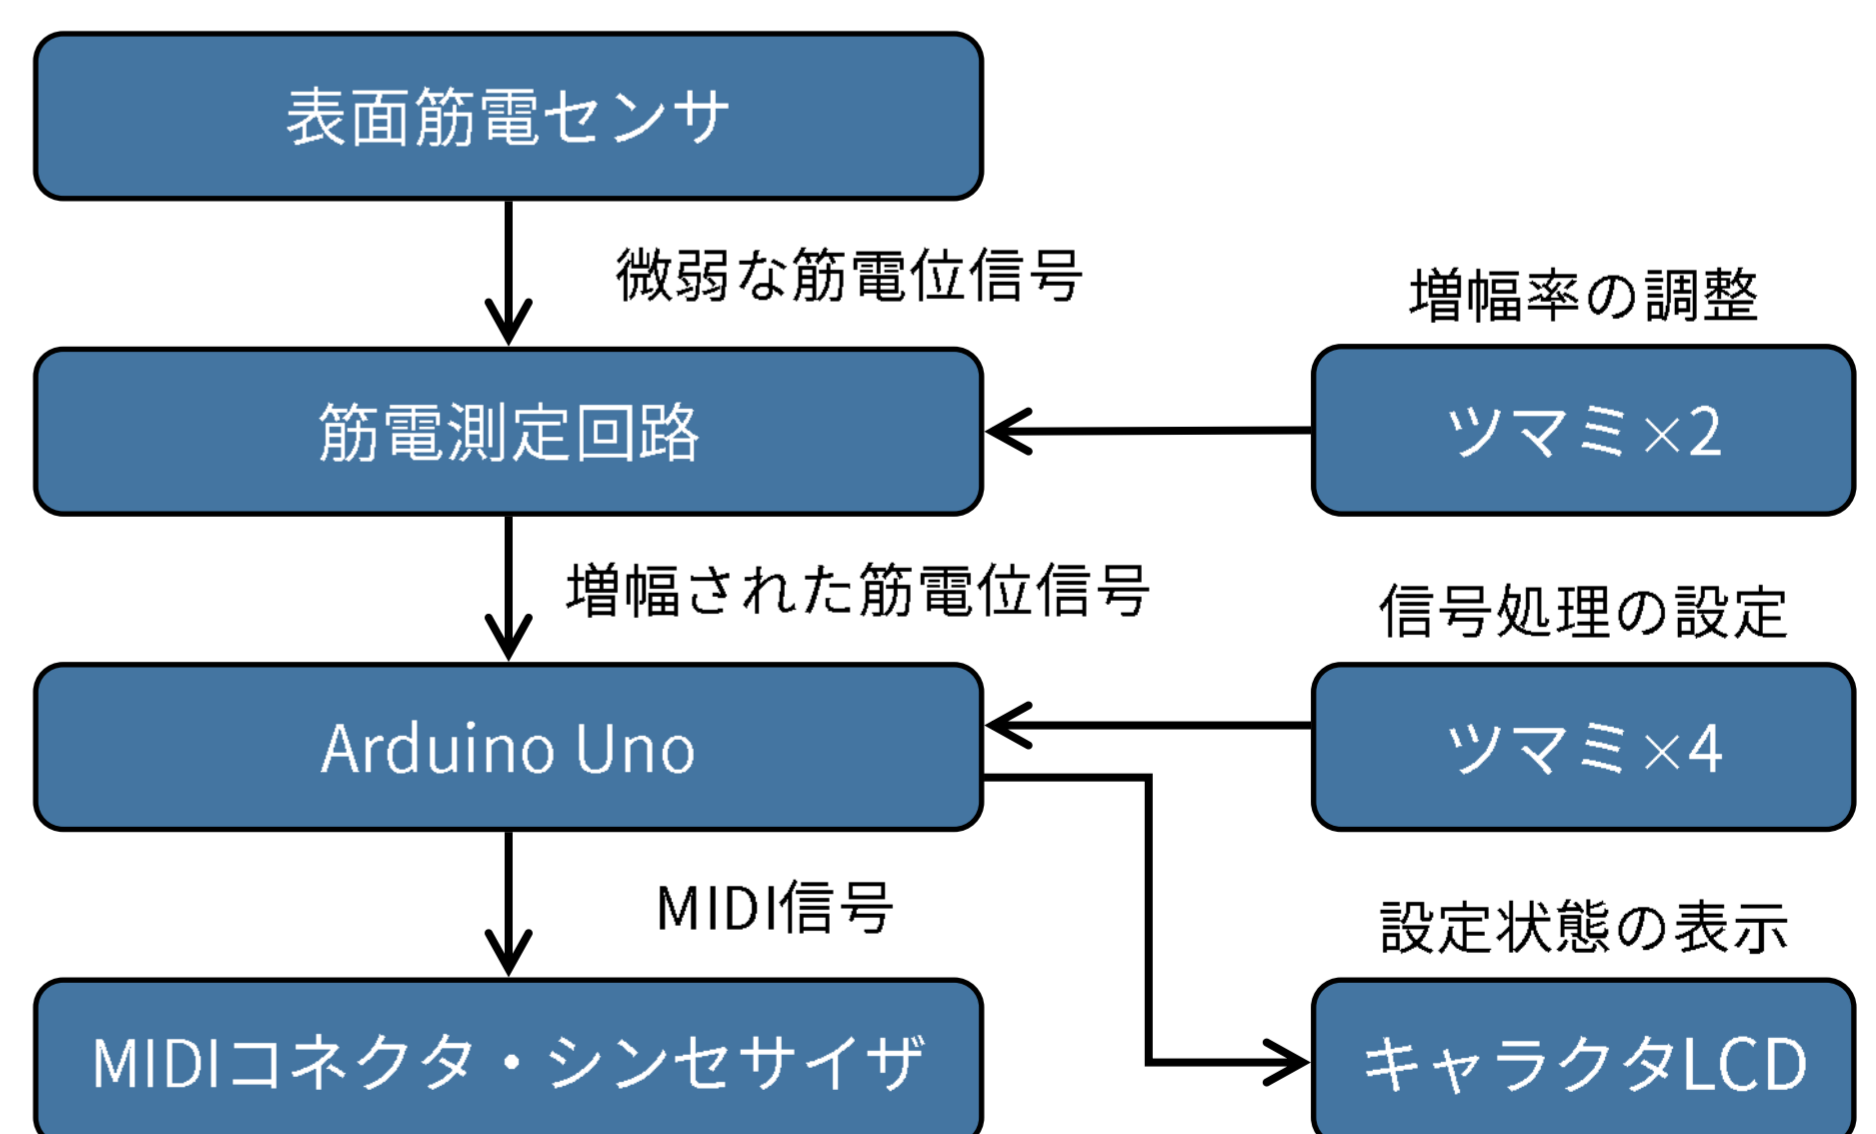 表面筋電センサ
微弱な筋電位信号
増幅率の調整
筋電測定回路
ツマミ×2
増幅された筋電位信号
信号処理の設定
Arduino Uno
ツマミ×4
MIDI信号
設定状態の表示
MIDIコネクタ・シンセサイザ
キャラクタLCD